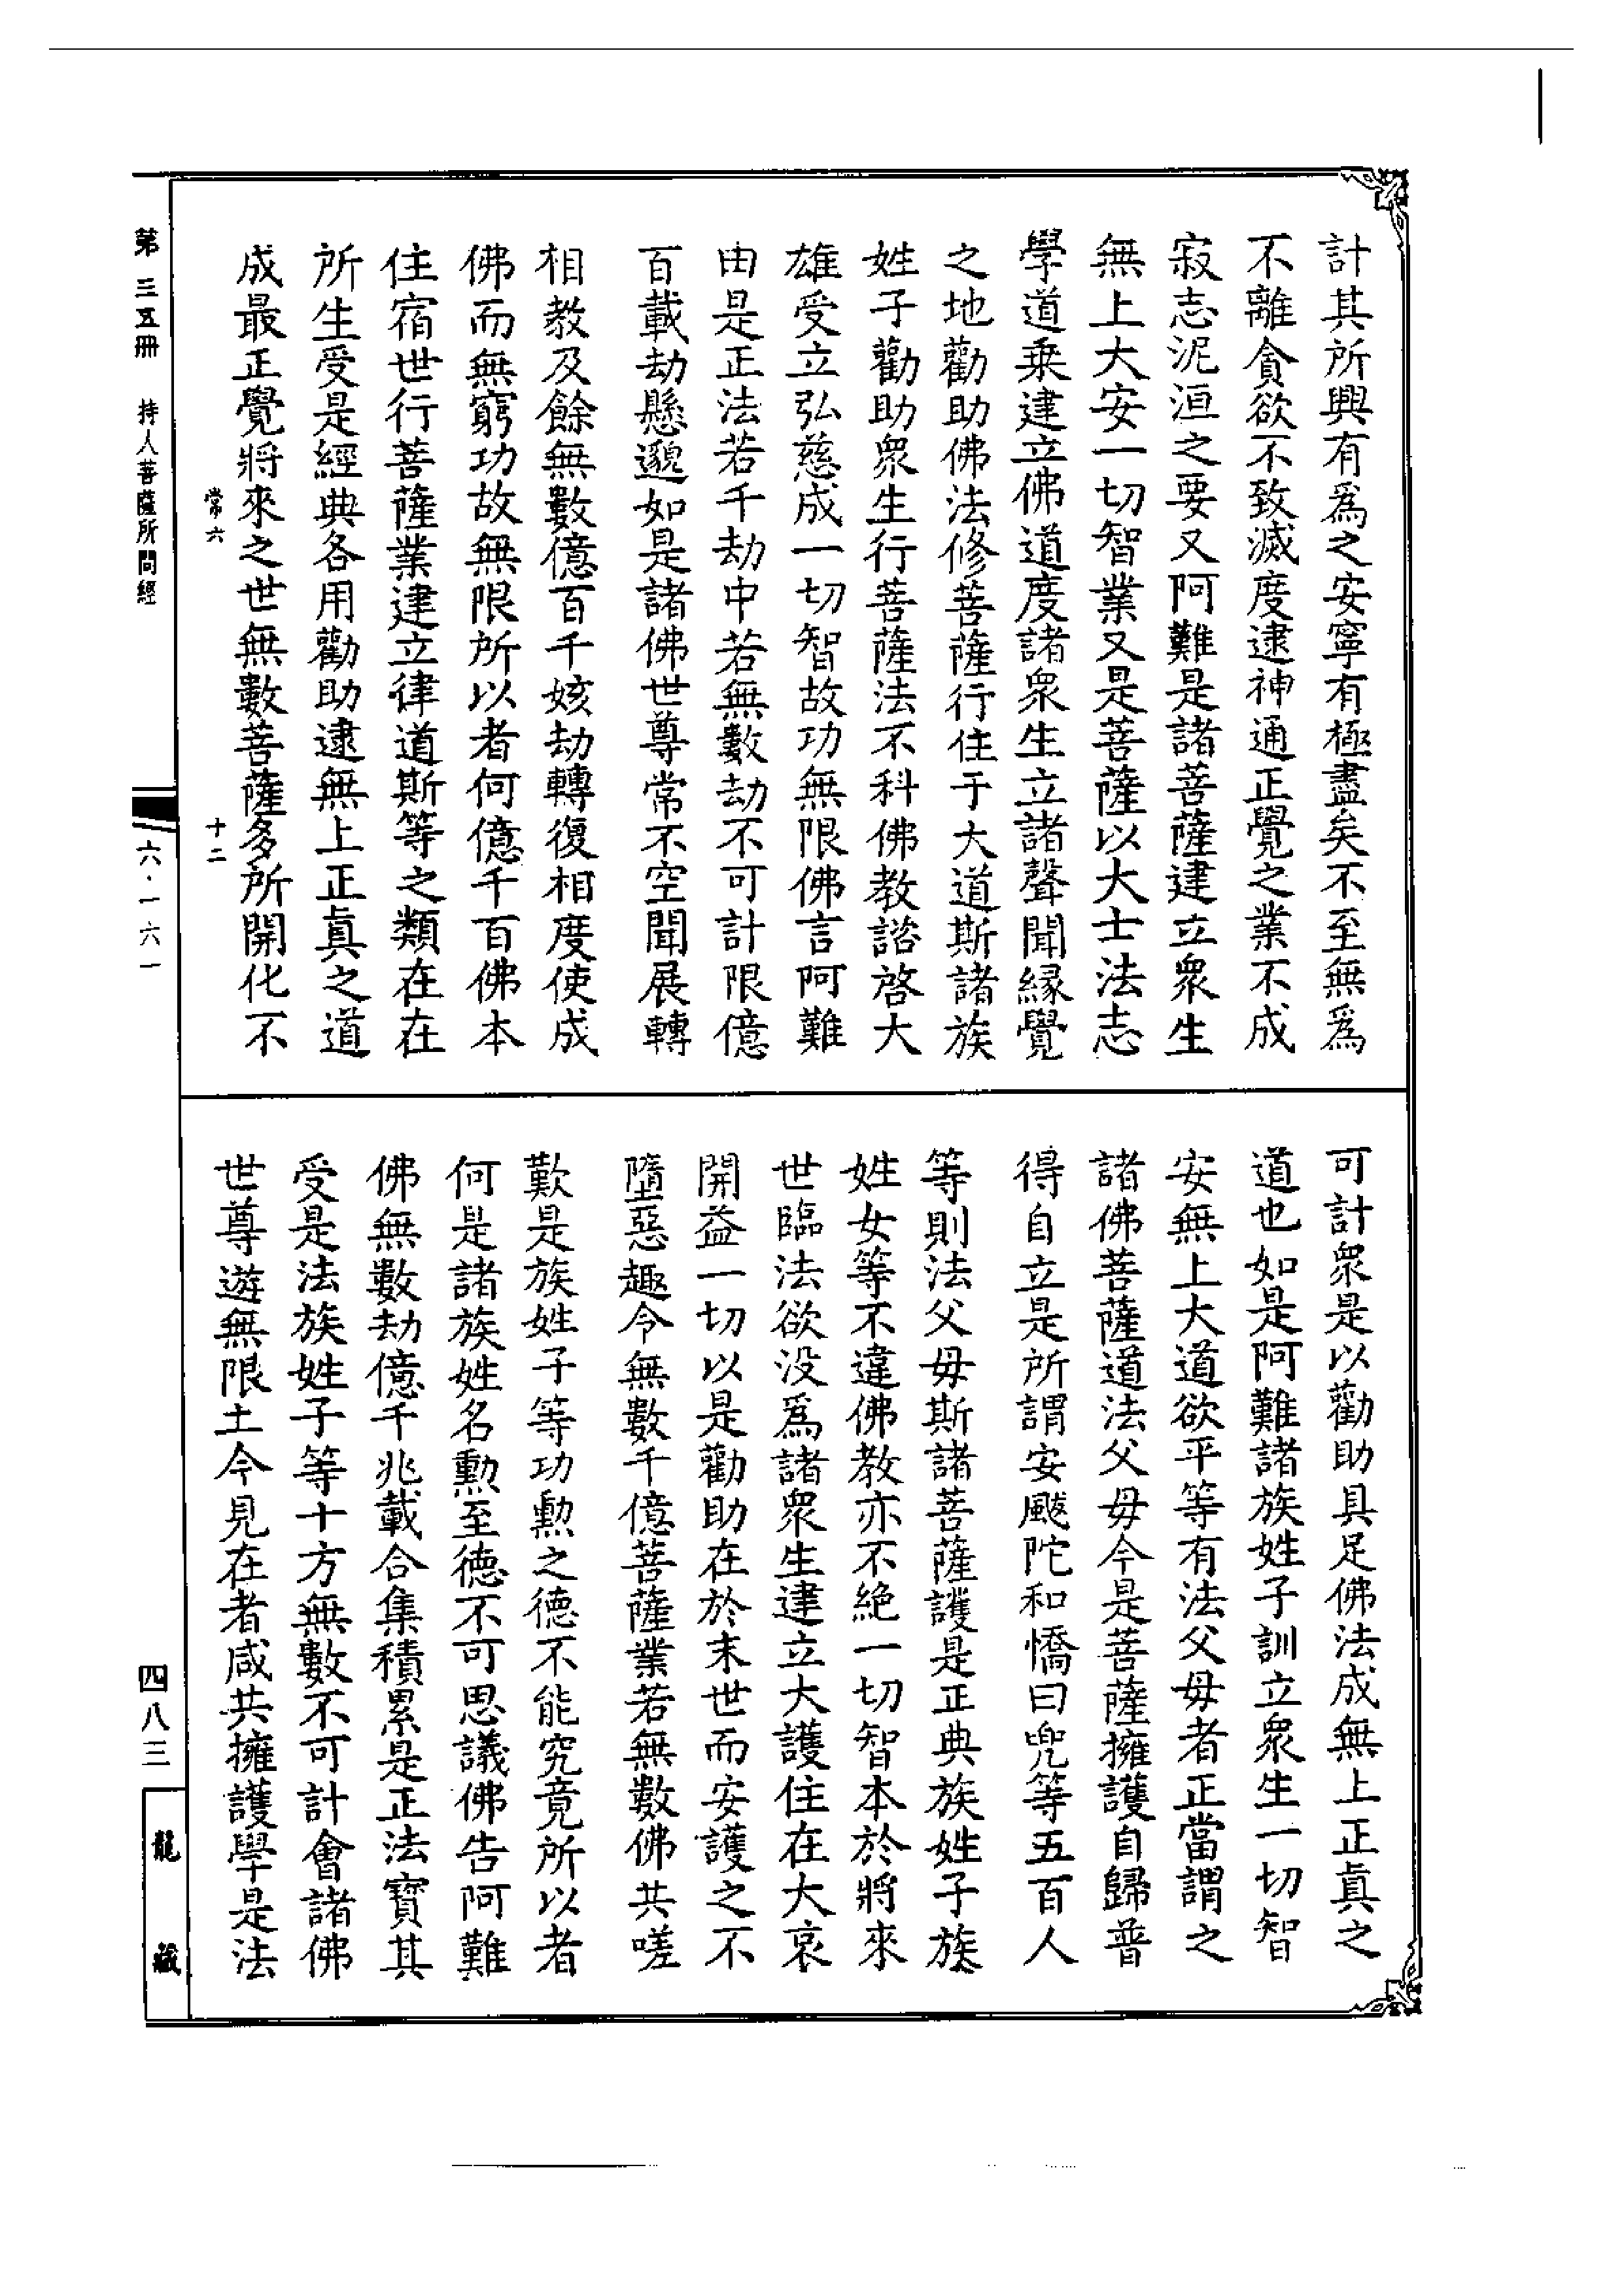 計其所興有爲之安寧有極盡矣不至無爲
不離貪欲不致滅度逮神通正覺之業不成
寂志泥洹之要又阿難是諸菩薩建立衆生
無上大安一切智業又是菩薩以大士法志
學道乗建立佛道度諸衆生立諸聲聞緣覺
之地勸助佛法修菩薩行住于大道斯諸族
姓子勸助衆生行菩薩法不科佛教諮啓大
雄受立弘慈成一切智故功無限佛言阿難
由是正法若千劫中若無數劫不可計限億
百載劫懸邈如是諸佛世尊常不空聞展轉
相教及餘無數億百千姟劫轉復相度使成
佛而無窮功故無限所以者何億千百佛本
住宿世行菩薩業建立律道斯等之類在在
所生受是經典各用勸助逮無上正真之道
成最正覺將來之世無數菩薩多所開化不
可計衆是以勸助具足佛法成無上正真之
道也如是阿難諸族姓子訓立衆生一切智
安無上大道欲平等有法父母者正當謂之
諸佛菩薩道法父母今是菩薩擁護自歸普
得自立是所謂安颰陀和憍曰兜等五百人
等則法父母斯諸菩薩護是正典族姓子族
姓女等不違佛教亦不絶一切智本於將來
世臨法欲没爲諸衆生建立大護住在大哀
開益一切以是勸助在於末世而安護之不
墮惡趣今無數千億菩薩業若無數佛共嗟
歎是族姓子等功勲之德不能究竟所以者
何是諸族姓名勲至德不可思議佛告阿難
佛無數劫億千兆載合集積累是正法寳其
受是法族姓子等十方無數不可計會諸佛
世尊遊無限土今見在者咸共擁護學是法
常六 十二
第三五冊 持人菩薩所問經 六·一六一
四八三
龍藏